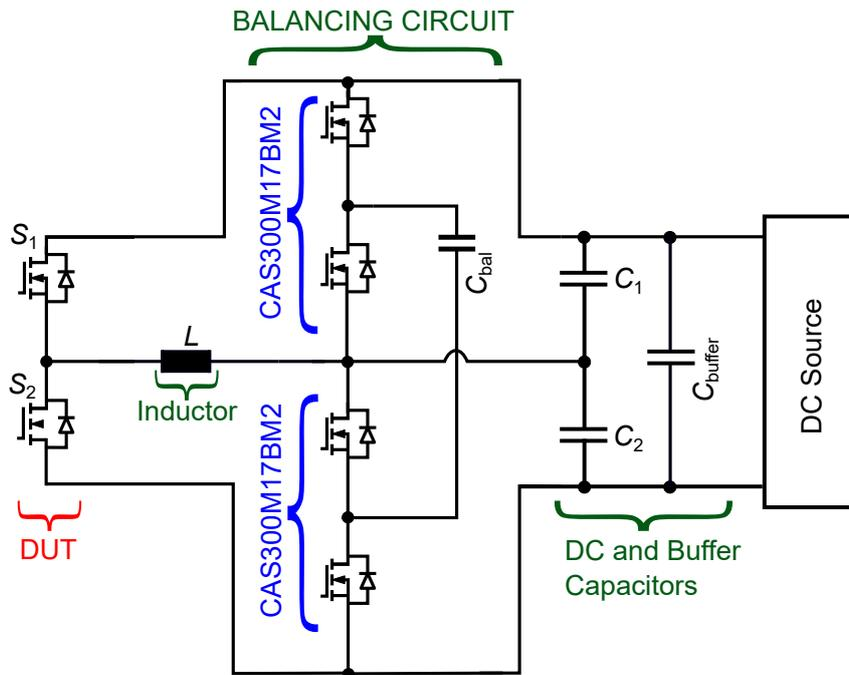 BALANCING CIRCUIT
CAS300M17BM2
S1
Cbal
C1
L
S2
Inductor
Cbuffer
DC Source
CAS300M17BM2
C2
DUT
DC and Buffer
Capacitors